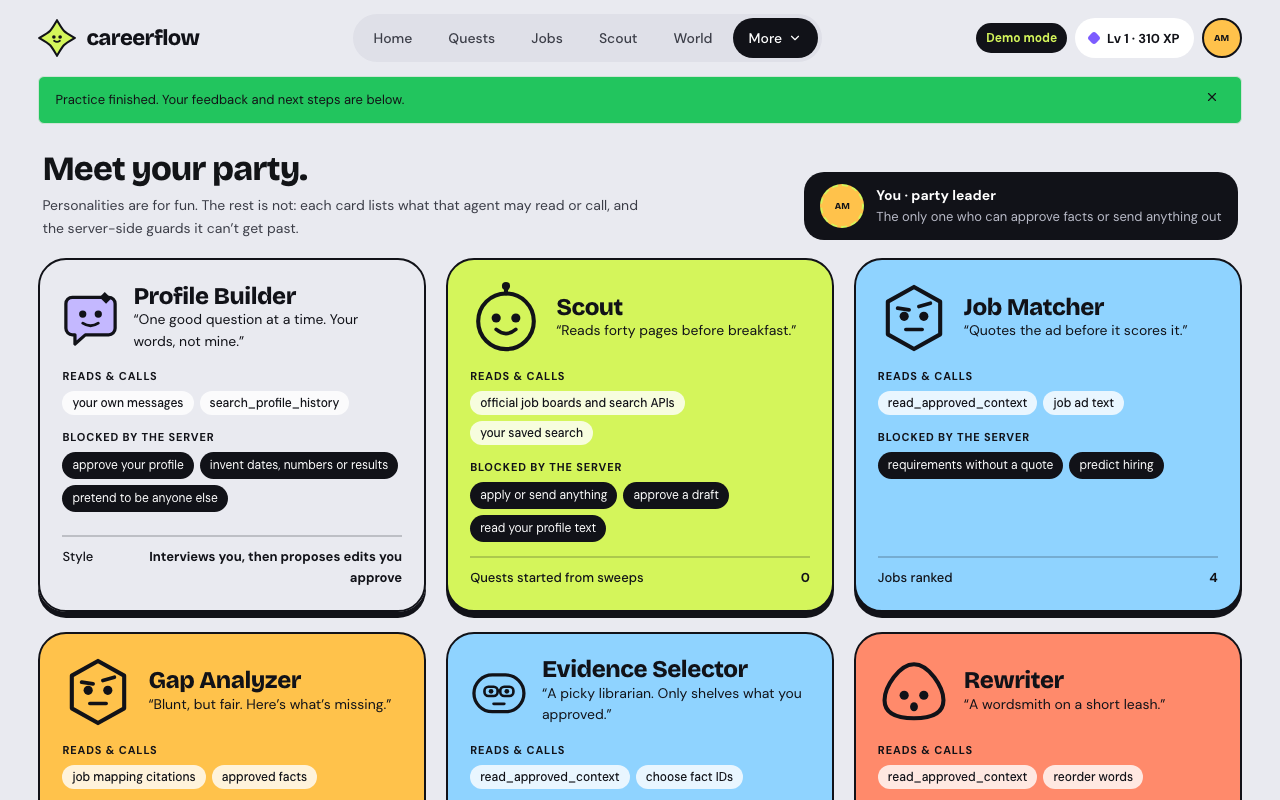 careerflow
Home
Quests
Jobs
Scout
World
More
Demo mode
Lv 1 · 310 XP
AM
Practice finished. Your feedback and next steps are below.
Meet your party.
Personalities are for fun. The rest is not: each card lists what that agent may read or call, and
the server-side guards it can’t get past.
AM
You · party leader
The only one who can approve facts or send anything out
Profile Builder
“One good question at a time. Your
words, not mine.”
READS & CALLS
your own messages
search_profile_history
BLOCKED BY THE SERVER
approve your profile
invent dates, numbers or results
pretend to be anyone else
Style
Interviews you, then proposes edits you
approve
Scout
“Reads forty pages before breakfast.”
READS & CALLS
official job boards and search APIs
your saved search
BLOCKED BY THE SERVER
apply or send anything
approve a draft
read your profile text
Quests started from sweeps
0
Job Matcher
“Quotes the ad before it scores it.”
READS & CALLS
read_approved_context
job ad text
BLOCKED BY THE SERVER
requirements without a quote
predict hiring
Jobs ranked
4
Gap Analyzer
“Blunt, but fair. Here’s what’s missing.”
READS & CALLS
job mapping citations
approved facts
Evidence Selector
“A picky librarian. Only shelves what you
approved.”
READS & CALLS
read_approved_context
choose fact IDs
Rewriter
“A wordsmith on a short leash.”
READS & CALLS
read_approved_context
reorder words